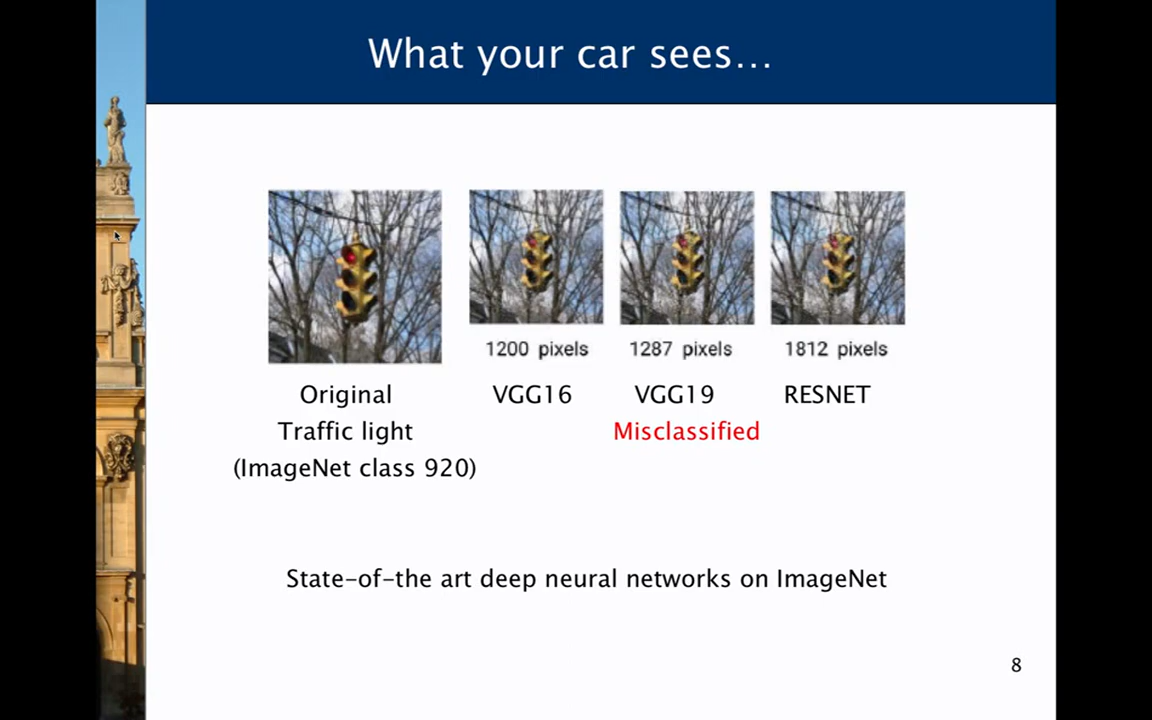 What your car sees…
1200 pixels
1287 pixels
1812 pixels
Original
VGG16
VGG19
RESNET
Traffic light
Misclassified
(ImageNet class 920)
State-of-the art deep neural networks on ImageNet
8